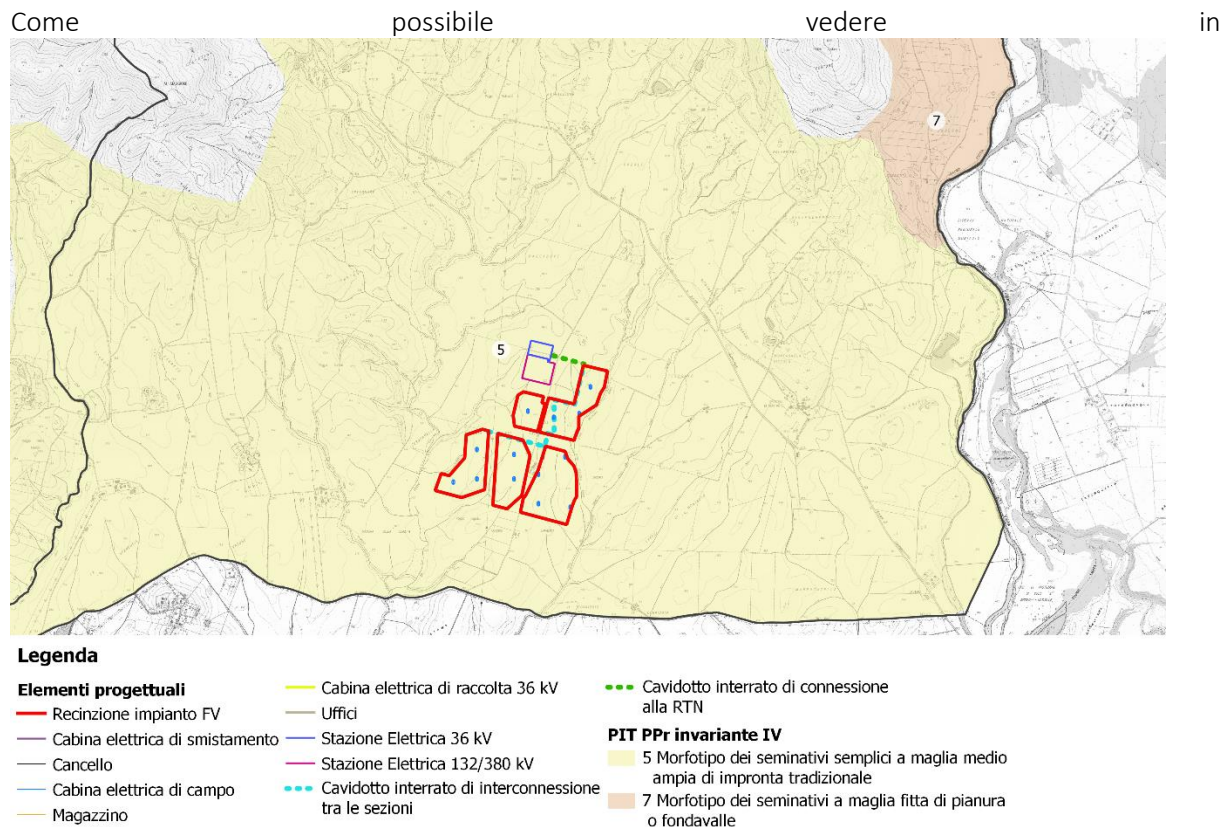 Come possibile vedere in
7
5
Legenda
Elementi progettuali
Recinzione impianto FV
Cabina elettrica di smistamento
Cancello
Cabina elettrica di campo
Magazzino
Cabina elettrica di raccolta 36 kV
Uffici
Stazione Elettrica 36 kV
Stazione Elettrica 132/380 kV
Cavidotto interrato di interconnessione
tra le sezioni
Cavidotto interrato di connessione
alla RTN
PIT PPr invariante IV
5 Morfotipo dei seminativi semplici a maglia medio
ampia di impronta tradizionale
7 Morfotipo dei seminativi a maglia fitta di pianura
o fondavalle